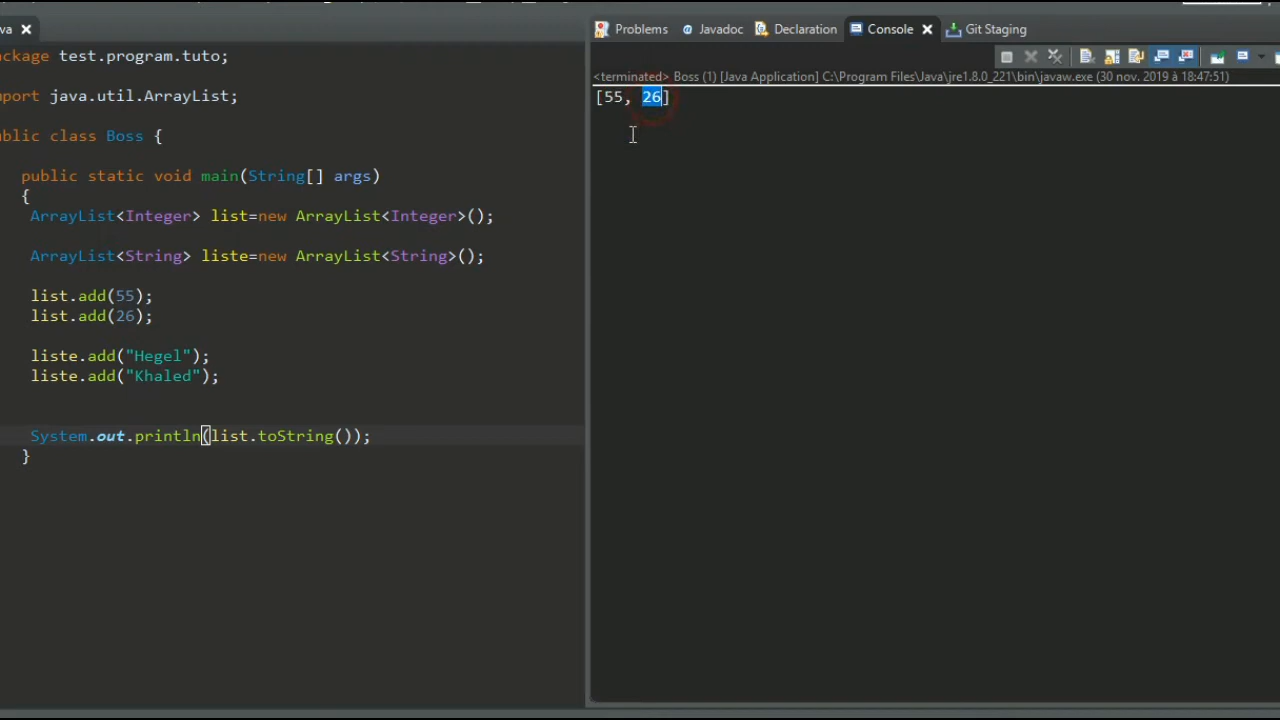 va
ackage test.program.tuto;
mport java.util.ArrayList;
blic class Boss {
public static void main(String[] args)
{
ArrayList<Integer> list=new ArrayList<Integer>();
ArrayList<String> liste=new ArrayList<String>();
list.add(55);
list.add(26);
liste.add("Hegel");
liste.add("Khaled");
System.out.println(list.toString());
}
Problems @ Javadoc Declaration Console Git Staging
<terminated> Boss (1) [Java Application] C:\Program Files\Java\jre1.8.0_221\bin\javaw.exe (30 nov. 2019 à 18:47:51)
[55, 26]